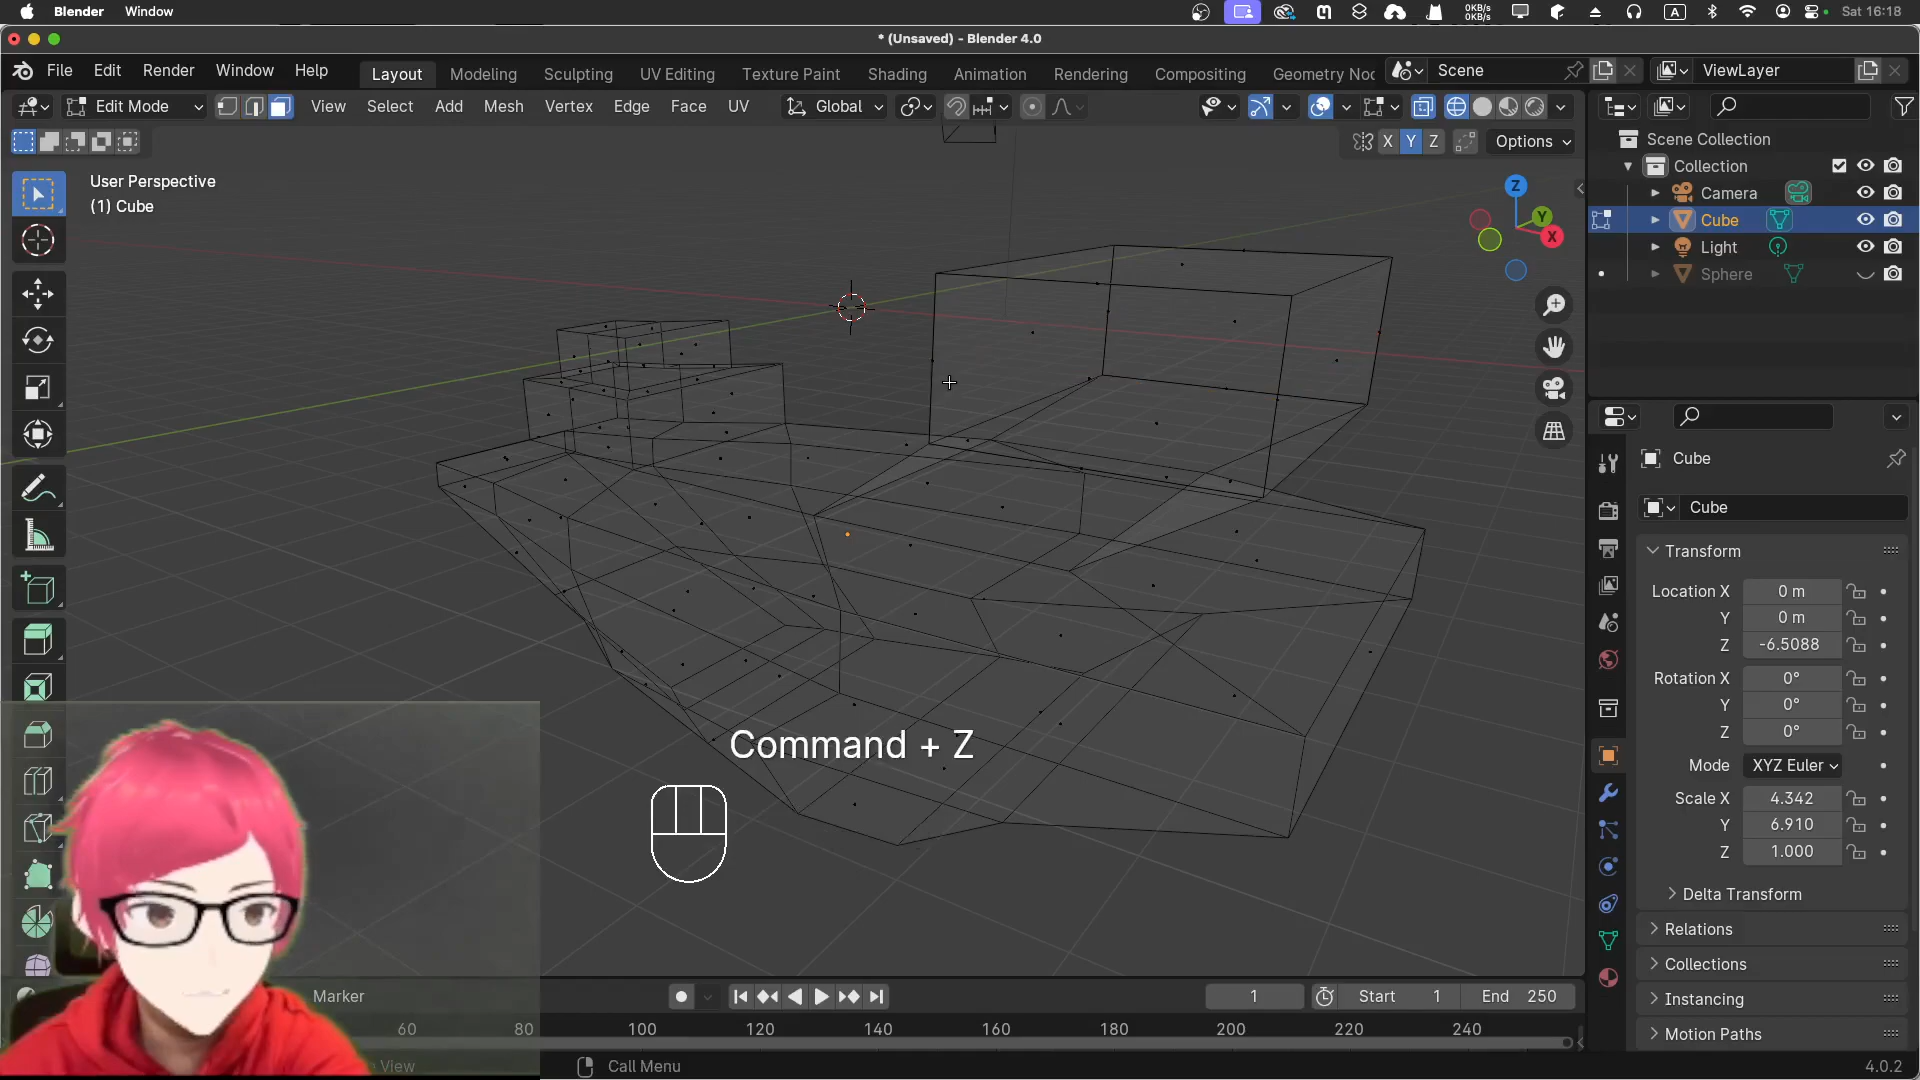 Blender Window
0KB/s
0KB/s
A
Sat 16:18
* (Unsaved) - Blender 4.0
File Edit Render Window Help
Layout Modeling Sculpting UV Editing Texture Paint Shading Animation Rendering Compositing Geometry Noc
Scene
ViewLayer
Edit Mode View Select Add Mesh Vertex Edge Face UV
Global
X Y Z Options
User Perspective
(1) Cube
Z
Y
X
Scene Collection
Collection
Camera
Cube
Light
Sphere
Cube
Cube
Transform
Location X 0 m
Y 0 m
Z -6.5088
Rotation X 0°
Y 0°
Z 0°
Mode XYZ Euler
Scale X 4.342
Y 6.910
Z 1.000
Delta Transform
Relations
Collections
Instancing
Motion Paths
Command + Z
Marker
1 Start 1 End 250
60 80 100 120 140 160 180 200 220 240
View
Call Menu
4.0.2